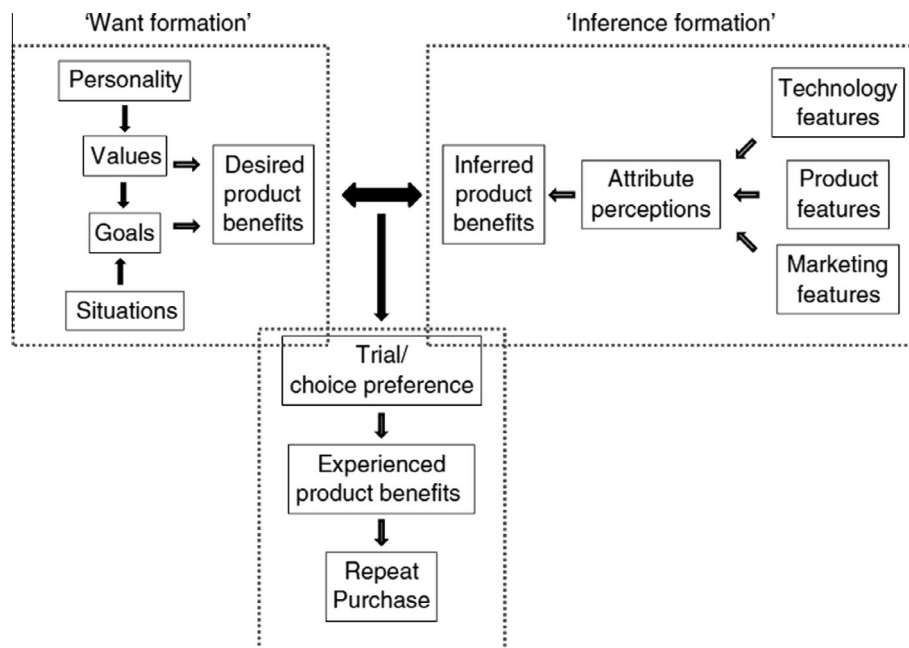 ‘Want formation’
‘Inference formation’
Personality
Values
Goals
Situations
Desired
product
benefits
Inferred
product
benefits
Attribute
perceptions
Technology
features
Product
features
Marketing
features
Trial/
choice preference
Experienced
product benefits
Repeat
Purchase